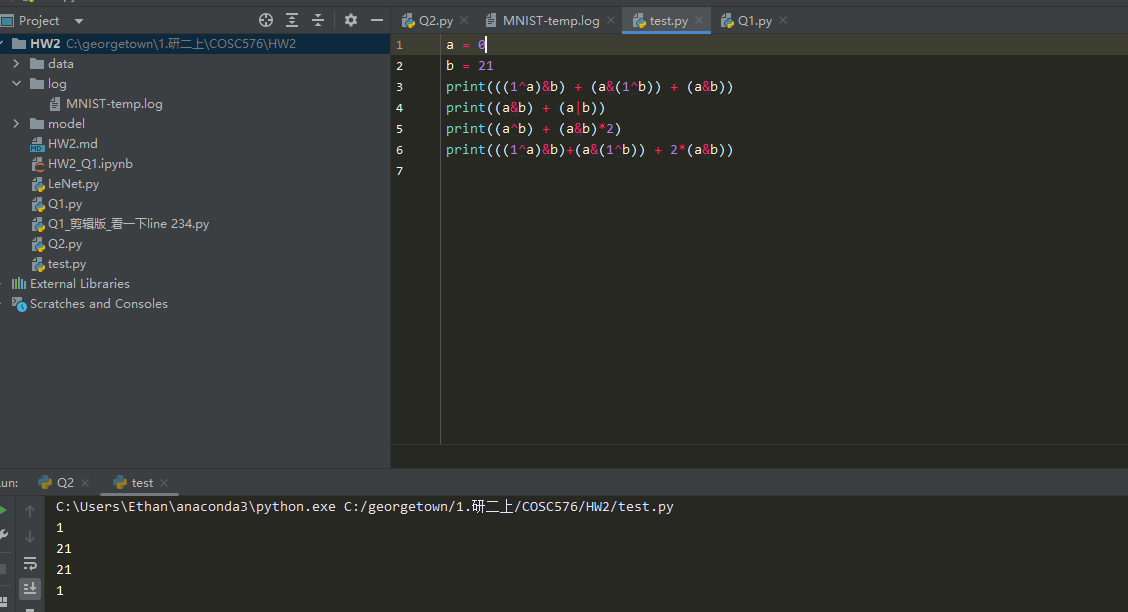 Project
Q2.py
MNIST-temp.log
test.py
Q1.py
HW2 C:\georgetown\1.研二上\COSC576\HW2
data
log
MNIST-temp.log
model
HW2.md
HW2_Q1.ipynb
LeNet.py
Q1.py
Q1_剪辑版_看一下line 234.py
Q2.py
test.py
External Libraries
Scratches and Consoles
1 a = 0
2 b = 21
3 print(((1^a)&b) + (a&(1^b)) + (a&b))
4 print((a&b) + (a|b))
5 print((a^b) + (a&b)*2)
6 print(((1^a)&b)+(a&(1^b)) + 2*(a&b))
7
un:
Q2
test
C:\Users\Ethan\anaconda3\python.exe C:/georgetown/1.研二上/COSC576/HW2/test.py
1
21
21
1